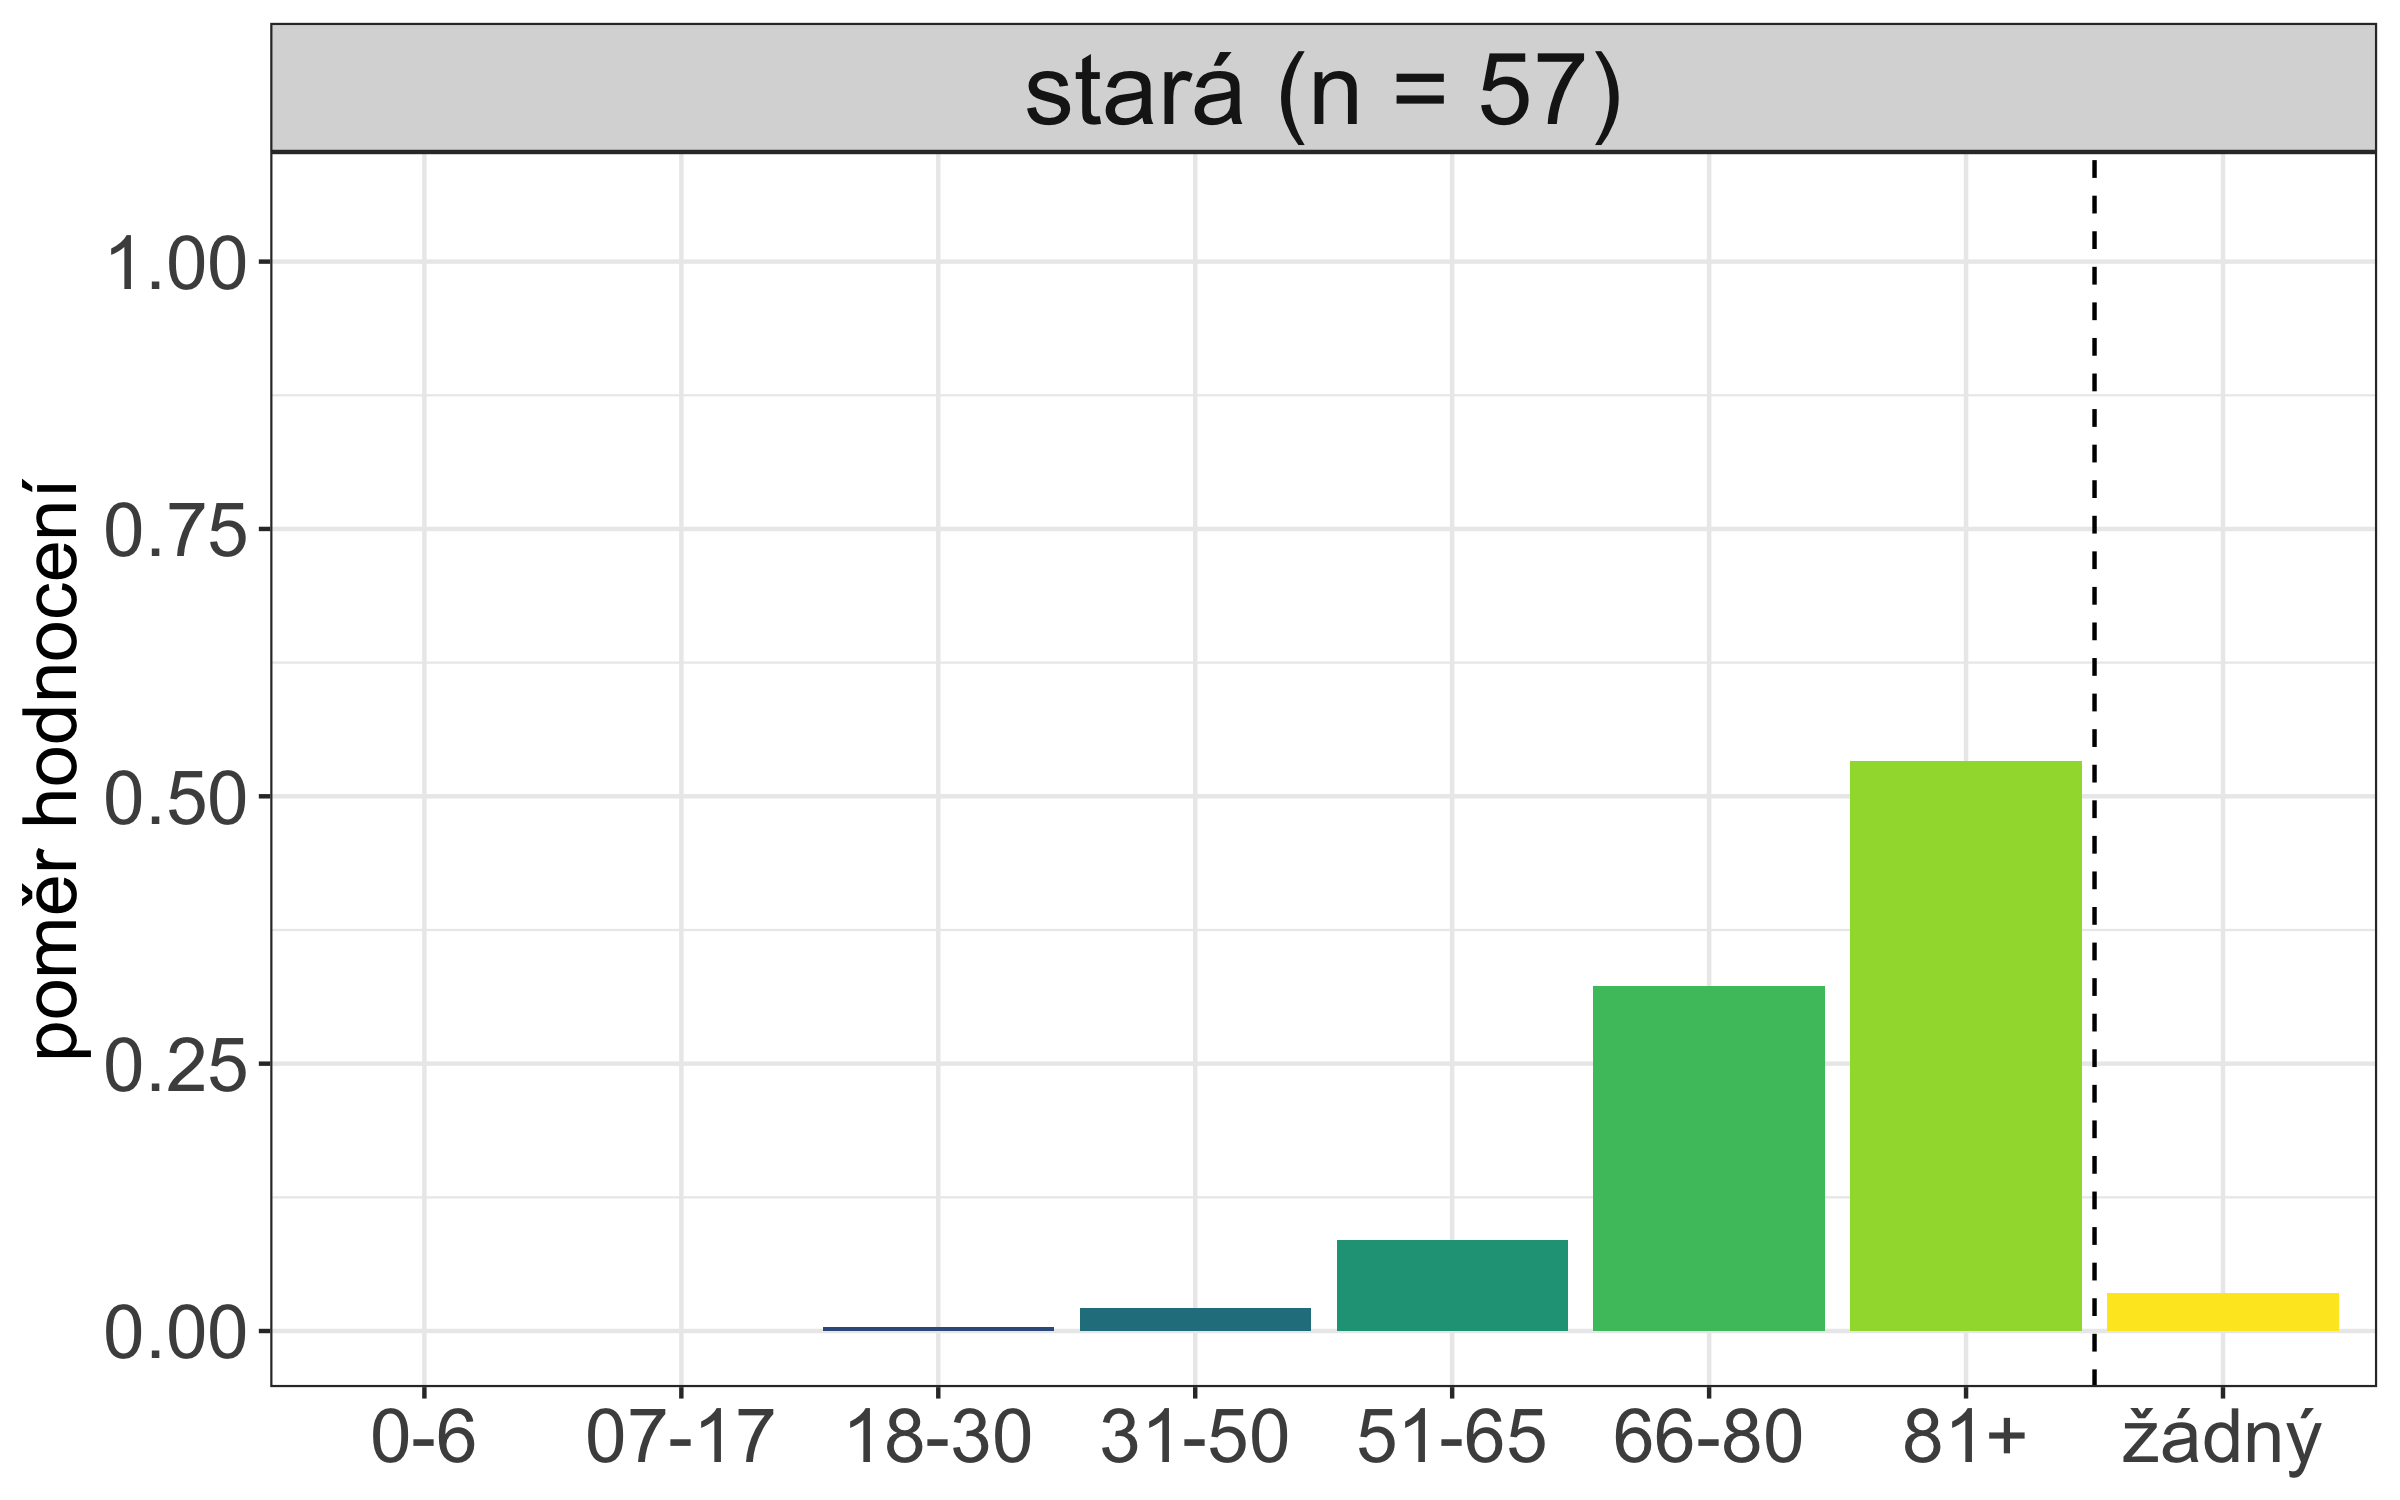 stará (n = 57)
poměr hodnocení
1.00
0.75
0.50
0.25
0.00
0-6 07-17 18-30 31-50 51-65 66-80 81+ žádný